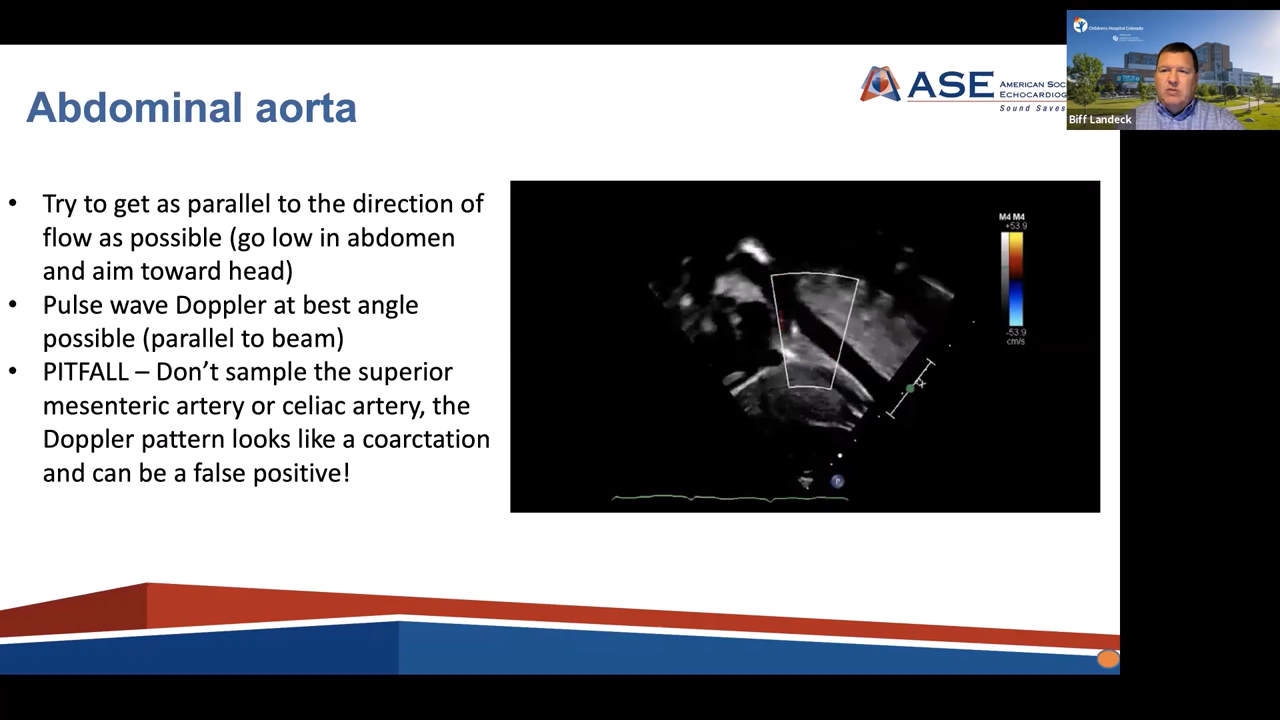 Children's Hospital Colorado
ASE
AMERICAN SOC
ECHOCARDIOG
Sound Saves
Biff Landeck
Abdominal aorta
• Try to get as parallel to the direction of
flow as possible (go low in abdomen
and aim toward head)
• Pulse wave Doppler at best angle
possible (parallel to beam)
• PITFALL – Don’t sample the superior
mesenteric artery or celiac artery, the
Doppler pattern looks like a coarctation
and can be a false positive!
M4 M4
+53.9
-53.9
cm/s
P